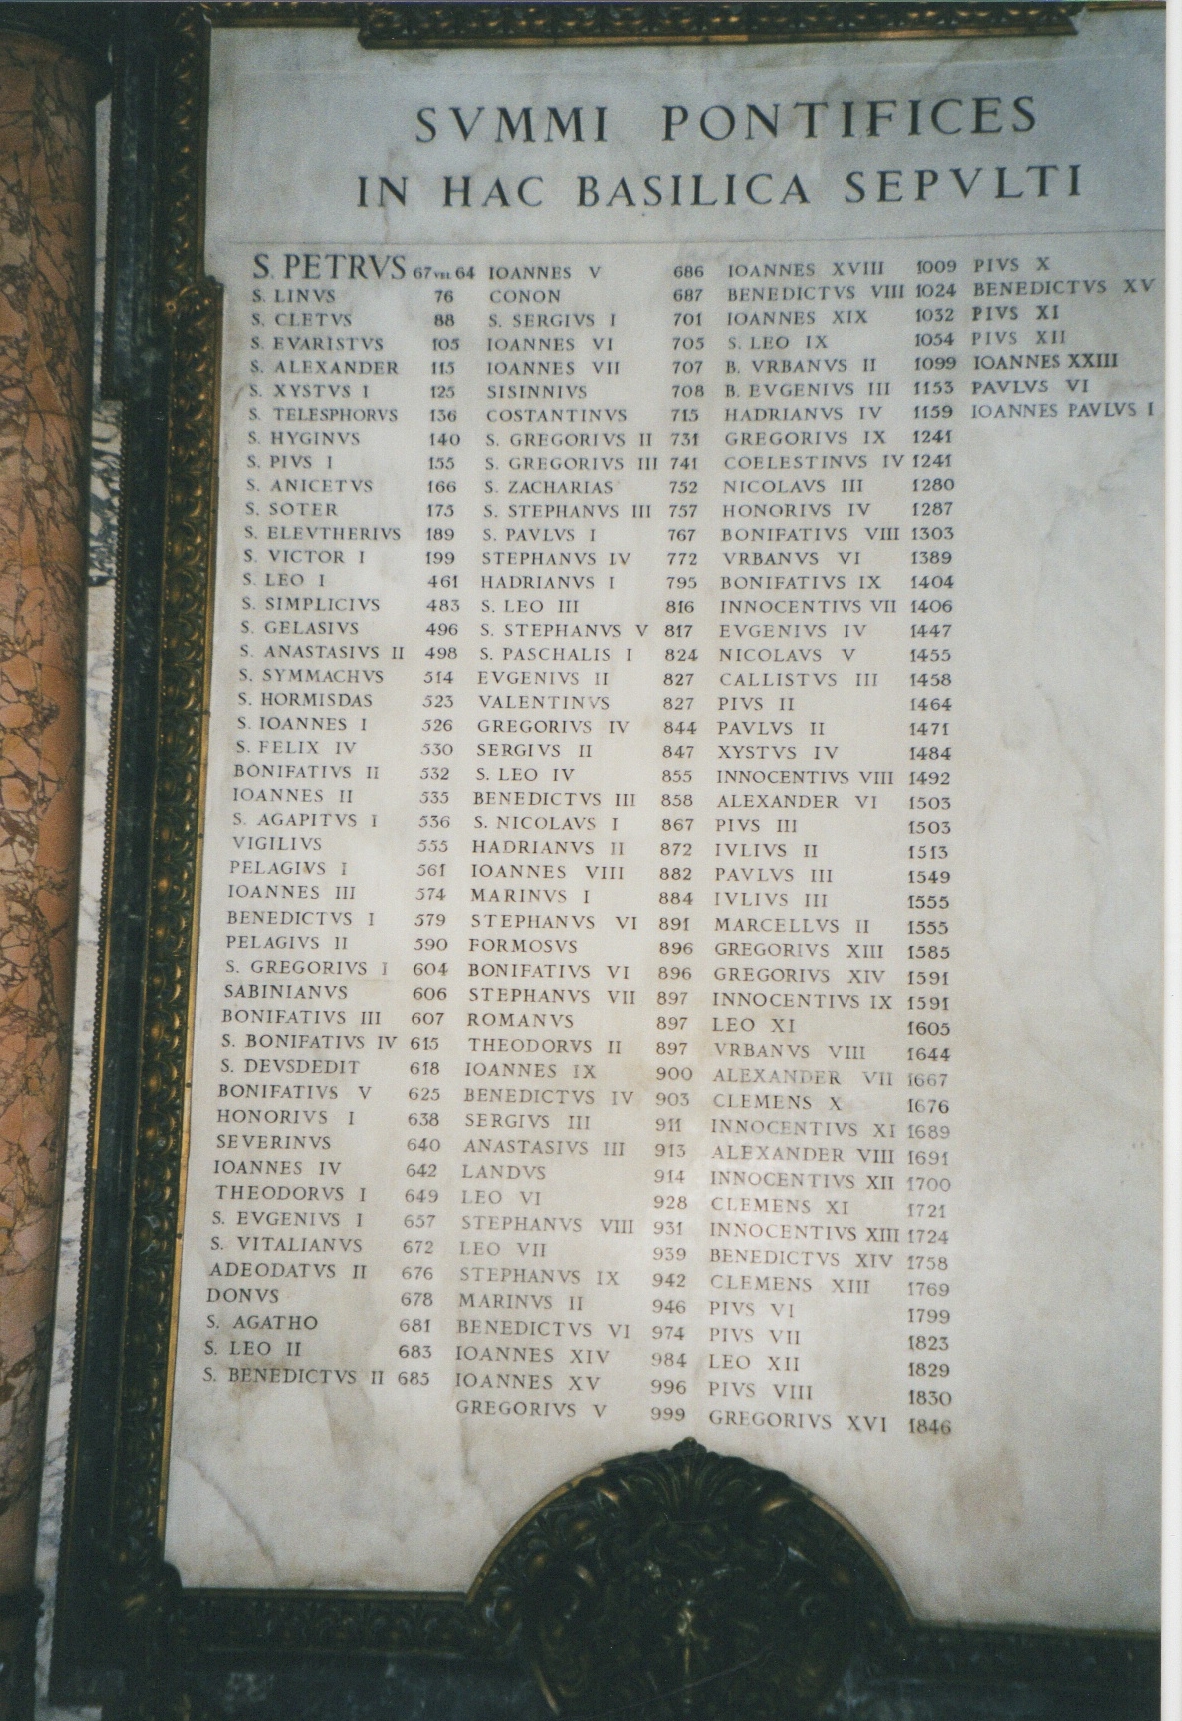 SVMMI PONTIFICES
IN HAC BASILICA SEPVLTI
S. PETRVS 67 VEL 64
S. LINVS 76
S. CLETVS 88
S. EVARISTVS 105
S. ALEXANDER 115
S. XYSTVS I 125
S. TELESPHORVS 136
S. HYGINVS 140
S. PIVS I 155
S. ANICETVS 166
S. SOTER 175
S. ELEVTHERIVS 189
S. VICTOR I 199
S. LEO I 461
S. SIMPLICIVS 483
S. GELASIVS 496
S. ANASTASIVS II 498
S. SYMMACHVS 514
S. HORMISDAS 523
S. IOANNES I 526
S. FELIX IV 530
BONIFATIVS II 532
IOANNES II 535
S. AGAPITVS I 536
VIGILIVS 555
PELAGIVS I 561
IOANNES III 574
BENEDICTVS I 579
PELAGIVS II 590
S. GREGORIVS I 604
SABINIANVS 606
BONIFATIVS III 607
S. BONIFATIVS IV 615
S. DEVSDEDIT 618
BONIFATIVS V 625
HONORIVS I 638
SEVERINVS 640
IOANNES IV 642
THEODORVS I 649
S. EVGENIVS I 657
S. VITALIANVS 672
ADEODATVS II 676
DONVS 678
S. AGATHO 681
S. LEO II 683
S. BENEDICTVS II 685
IOANNES V 686
CONON 687
S. SERGIVS I 701
IOANNES VI 705
IOANNES VII 707
SISINNIVS 708
COSTANTINVS 715
S. GREGORIVS II 731
S. GREGORIVS III 741
S. ZACHARIAS 752
S. STEPHANVS III 757
S. PAVLVS I 767
STEPHANVS IV 772
HADRIANVS I 795
S. LEO III 816
S. STEPHANVS V 817
S. PASCHALIS I 824
EVGENIVS II 827
VALENTINVS 827
GREGORIVS IV 844
SERGIVS II 847
S. LEO IV 855
BENEDICTVS III 858
S. NICOLAVS I 867
HADRIANVS II 872
IOANNES VIII 882
MARINVS I 884
STEPHANVS VI 891
FORMOSVS 896
BONIFATIVS VI 896
STEPHANVS VII 897
ROMANVS 897
THEODORVS II 897
IOANNES IX 900
BENEDICTVS IV 903
SERGIVS III 911
ANASTASIVS III 913
LANDVS 914
LEO VI 928
STEPHANVS VIII 931
LEO VII 939
STEPHANVS IX 942
MARINVS II 946
BENEDICTVS VI 974
IOANNES XIV 984
IOANNES XV 996
GREGORIVS V 999
IOANNES XVIII 1009
BENEDICTVS VIII 1024
IOANNES XIX 1032
S. LEO IX 1054
B. VRBANVS II 1099
B. EVGENIVS III 1153
HADRIANVS IV 1159
GREGORIVS IX 1241
COELESTINVS IV 1241
NICOLAVS III 1280
HONORIVS IV 1287
BONIFATIVS VIII 1303
VRBANVS VI 1389
BONIFATIVS IX 1404
INNOCENTIVS VII 1406
EVGENIVS IV 1447
NICOLAVS V 1455
CALLISTVS III 1458
PIVS II 1464
PAVLVS II 1471
XYSTVS IV 1484
INNOCENTIVS VIII 1492
ALEXANDER VI 1503
PIVS III 1503
IVLIVS II 1513
PAVLVS III 1549
IVLIVS III 1555
MARCELLVS II 1555
GREGORIVS XIII 1585
GREGORIVS XIV 1591
INNOCENTIVS IX 1591
LEO XI 1605
VRBANVS VIII 1644
ALEXANDER VII 1667
CLEMENS X 1676
INNOCENTIVS XI 1689
ALEXANDER VIII 1691
INNOCENTIVS XII 1700
CLEMENS XI 1721
INNOCENTIVS XIII 1724
BENEDICTVS XIV 1758
CLEMENS XIII 1769
PIVS VI 1799
PIVS VII 1823
LEO XII 1829
PIVS VIII 1830
GREGORIVS XVI 1846
PIVS X
BENEDICTVS XV
PIVS XI
PIVS XII
IOANNES XXIII
PAVLVS VI
IOANNES PAVLVS I